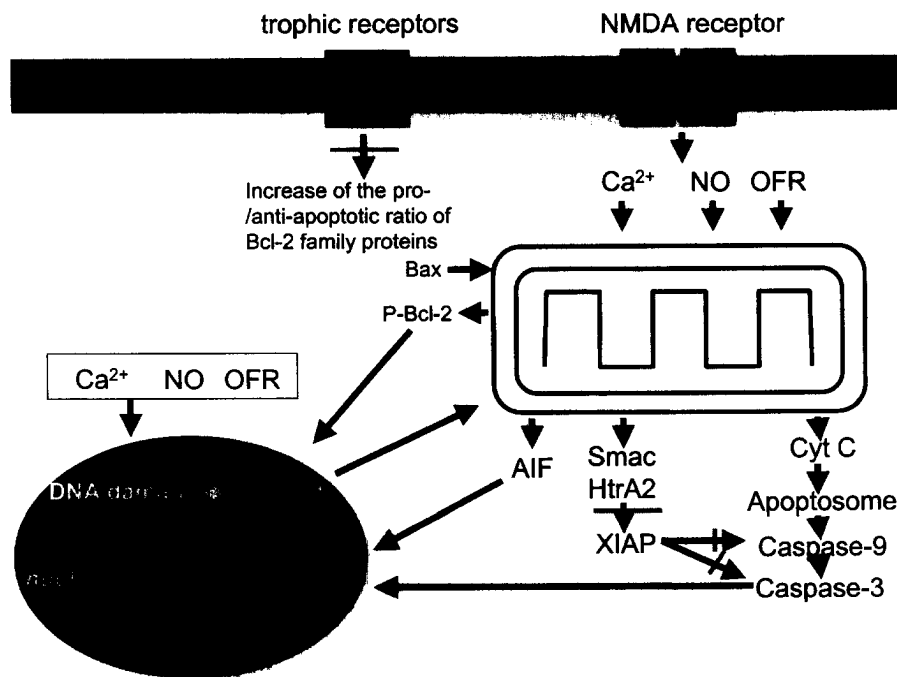 trophic receptors
NMDA receptor
Increase of the pro-
/anti-apoptotic ratio of
Bcl-2 family proteins
Ca²⁺ NO OFR
Bax
P-Bcl-2
Ca²⁺ NO OFR
DNA
AIF
Smac
HtrA2
XIAP
Cyt C
Apoptosome
Caspase-9
Caspase-3